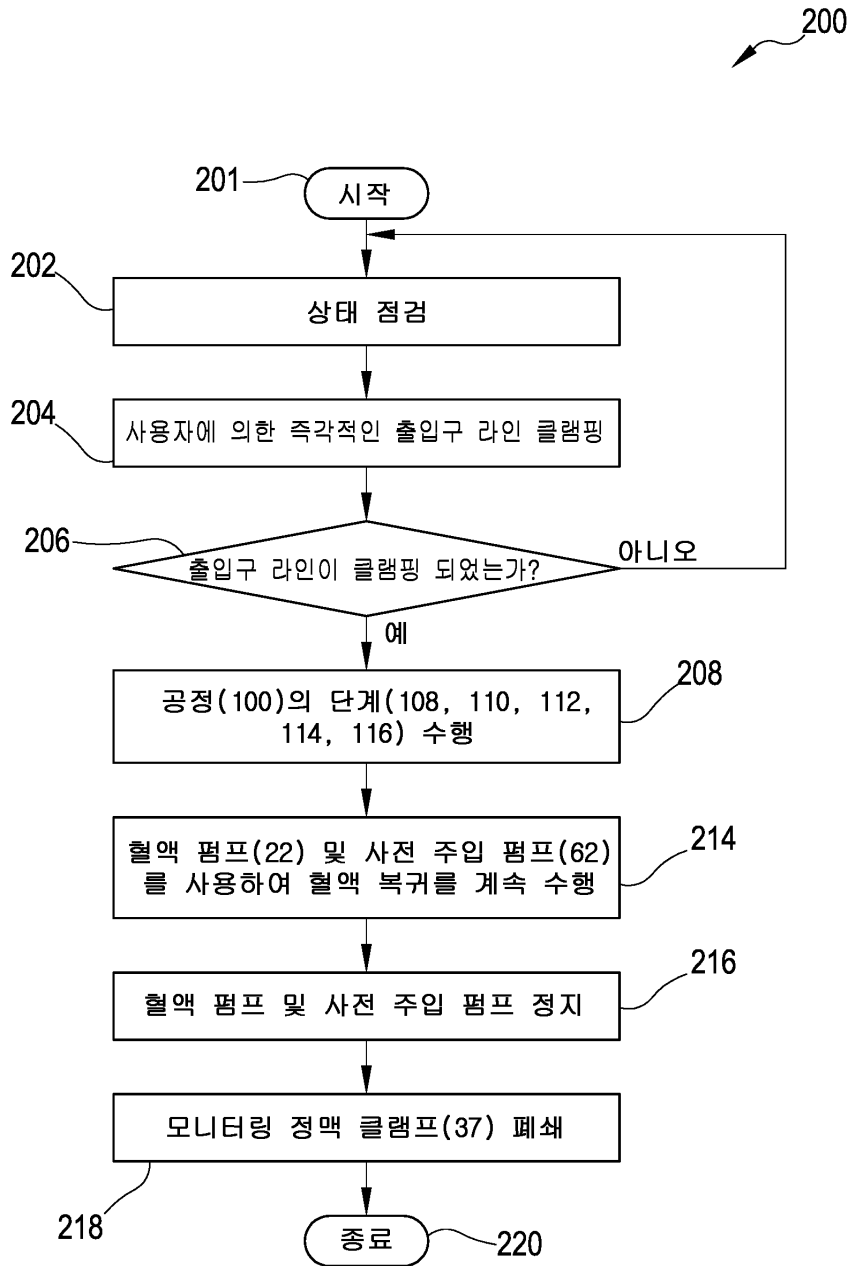 200
201
시작
202
상태 점검
204
사용자에 의한 즉각적인 출입구 라인 클램핑
206
출입구 라인이 클램핑 되었는가?
아니오
예
208
공정(100)의 단계(108, 110, 112,
114, 116) 수행
혈액 펌프(22) 및 사전 주입 펌프(62)
를 사용하여 혈액 복귀를 계속 수행
214
216
혈액 펌프 및 사전 주입 펌프 정지
모니터링 정맥 클램프(37) 폐쇄
218
종료
220